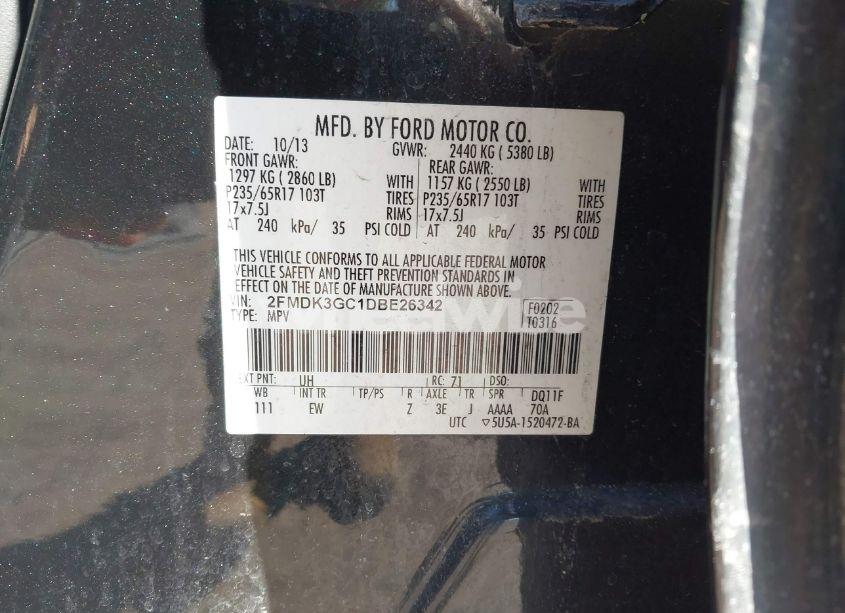 MFD. BY FORD MOTOR CO.
DATE: 10/13 GVWR: 2440 KG ( 5380 LB)
FRONT GAWR: REAR GAWR:
1297 KG ( 2860 LB) WITH 1157 KG ( 2550 LB) WITH
P235/65R17 103T TIRES P235/65R17 103T TIRES
17x7.5J RIMS 17x7.5J RIMS
AT 240 kPa/ 35 PSI COLD AT 240 kPa/ 35 PSI COLD
THIS VEHICLE CONFORMS TO ALL APPLICABLE FEDERAL MOTOR
VEHICLE SAFETY AND THEFT PREVENTION STANDARDS IN
EFFECT ON THE DATE OF MANUFACTURE SHOWN ABOVE.
VIN: 2FMDK3GC1DBE26342 F0202
TYPE: MPV T0316
EXT PNT: UH RC: 71 DSO:
WB INT TR TP/PS R AXLE TR SPR DQ11F
111 EW Z 3E J AAAA 70A
UTC ▽5U5A-1520472-BA